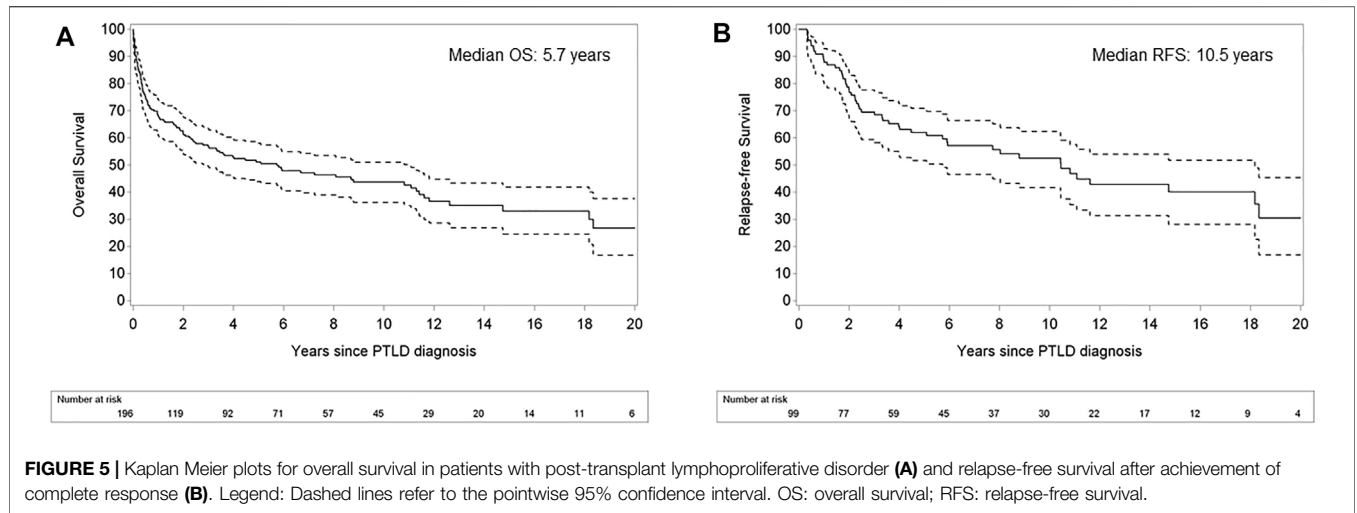 A
Median OS: 5.7 years
Overall Survival
100
90
80
70
60
50
40
30
20
10
0
0 2 4 6 8 10 12 14 16 18 20
Years since PTLD diagnosis
Number at risk
196 119 92 71 57 45 29 20 14 11 6
B
Median RFS: 10.5 years
Relapse-free Survival
100
90
80
70
60
50
40
30
20
10
0
0 2 4 6 8 10 12 14 16 18 20
Years since PTLD diagnosis
Number at risk
99 77 59 45 37 30 22 17 12 9 4
FIGURE 5 | Kaplan Meier plots for overall survival in patients with post-transplant lymphoproliferative disorder (A) and relapse-free survival after achievement of
complete response (B). Legend: Dashed lines refer to the pointwise 95% confidence interval. OS: overall survival; RFS: relapse-free survival.